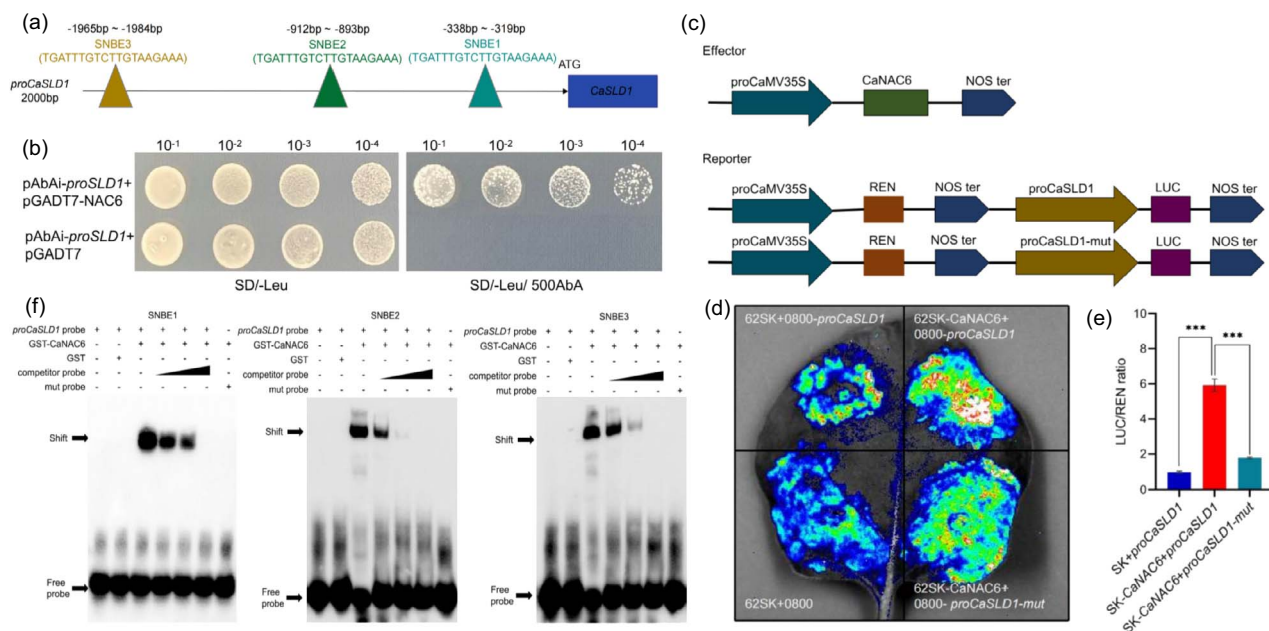 (a)
-1965bp ~ -1984bp
-912bp ~ -893bp
-338bp ~ -319bp
SNBE3
SNBE2
SNBE1
(TGATTTGTCTTGTAAGAAA)
(TGATTTGTCTTGTAAGAAA)
(TGATTTGTCTTGTAAGAAA)
ATG
proCaSLD1
2000bp
CaSLD1
(b)
10-1 10-2 10-3 10-4 10-1 10-2 10-3 10-4
pAbAi-proSLD1+
pGADT7-NAC6
pAbAi-proSLD1+
pGADT7
SD/-Leu
SD/-Leu/ 500AbA
(c)
Effector
proCaMV35S CaNAC6 NOS ter
Reporter
proCaMV35S REN NOS ter proCaSLD1 LUC NOS ter
proCaMV35S REN NOS ter proCaSLD1-mut LUC NOS ter
(d)
62SK+0800-proCaSLD1
62SK-CaNAC6+
0800-proCaSLD1
62SK+0800
62SK-CaNAC6+
0800- proCaSLD1-mut
(e)
LUC/REN ratio
8
6
4
2
0
*** ***
SK+proCaSLD1
SK-CaNAC6+proCaSLD1
SK-CaNAC6+proCaSLD1-mut
(f)
SNBE1
proCaSLD1 probe + + + + + + -
GST-CaNAC6 - - + + + + +
GST - + - - - - -
competitor probe - - -  -
mut probe - - - - - - +
Shift
Free
probe
SNBE2
proCaSLD1 probe + + + + + + -
GST-CaNAC6 - - + + + + +
GST - + - - - - -
competitor probe - - -  -
mut probe - - - - - - +
Shift
Free
probe
SNBE3
proCaSLD1 probe + + + + + + -
GST-CaNAC6 - - + + + + +
GST - + - - - - -
competitor probe - - -  -
mut probe - - - - - - +
Shift
Free
probe